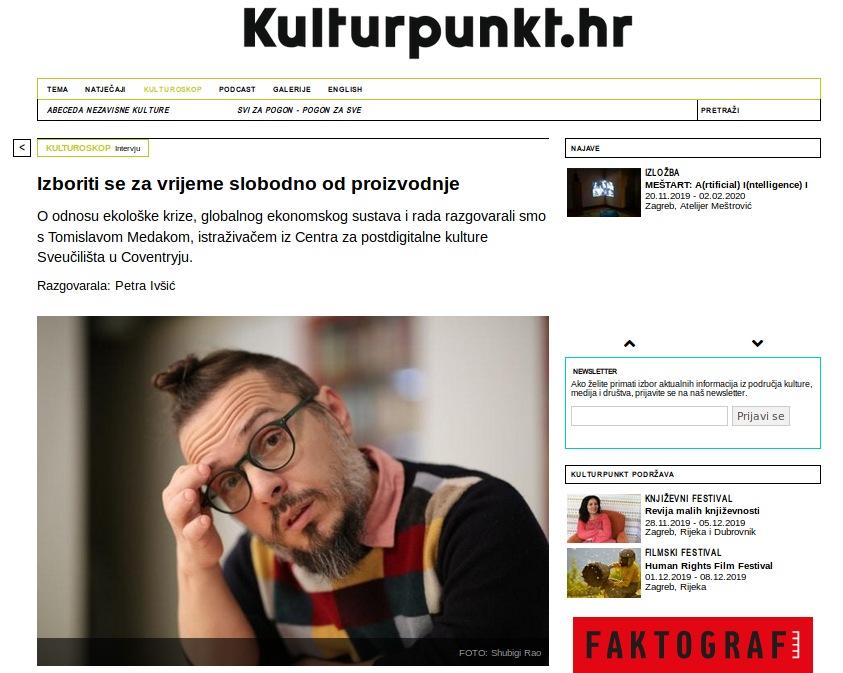 Kulturpunkt.hr
TEMA NATJEČAJI KULTUROSKOP PODCAST GALERIJE ENGLISH
ABECEDA NEZAVISNE KULTURE SVI ZA POGON - POGON ZA SVE PRETRAŽI
< KULTUROSKOP Intervju
Izboriti se za vrijeme slobodno od proizvodnje
O odnosu ekološke krize, globalnog ekonomskog sustava i rada razgovarali smo
s Tomislavom Medakom, istraživačem iz Centra za postdigitalne kulture
Sveučilišta u Coventryju.
Razgovarala: Petra Ivšić
FOTO: Shubigi Rao
NAJAVE
IZLOŽBA
MEŠTART: A(rtificial) I(ntelligence) I
20.11.2019 - 02.02.2020
Zagreb, Atelijer Meštrović
NEWSLETTER
Ako želite primati izbor aktualnih informacija iz područja kulture,
medija i društva, prijavite se na naš newsletter.
Prijavi se
KULTURPUNKT PODRŽAVA
KNJIŽEVNI FESTIVAL
Revija malih književnosti
28.11.2019 - 05.12.2019
Zagreb, Rijeka i Dubrovnik
FILMSKI FESTIVAL
Human Rights Film Festival
01.12.2019 - 08.12.2019
Zagreb, Rijeka
FAKTOGRAF